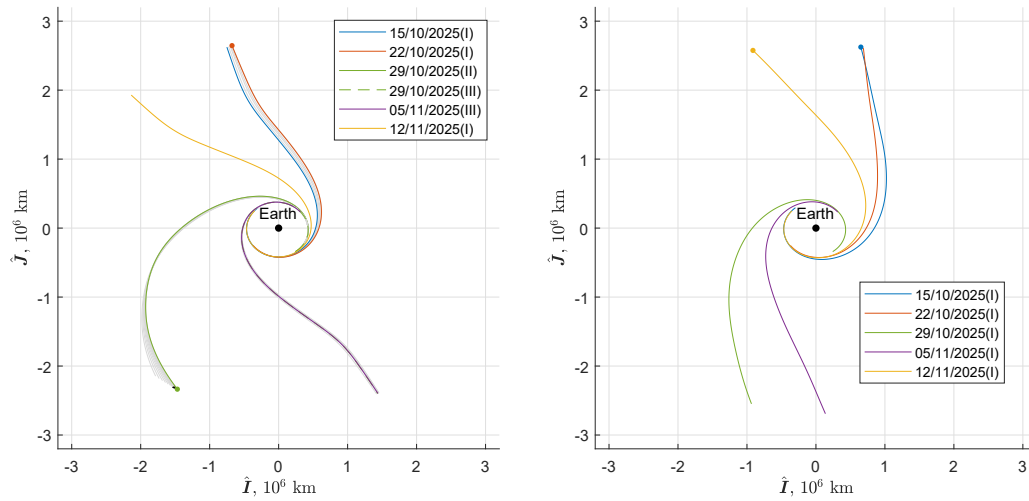 3
2
1
0
-1
-2
-3
-3
-2
-1
0
1
2
3
Ĵ, 10⁶ km
Î, 10⁶ km
Earth
15/10/2025(I)
22/10/2025(I)
29/10/2025(II)
29/10/2025(III)
05/11/2025(III)
12/11/2025(I)
3
2
1
0
-1
-2
-3
-3
-2
-1
0
1
2
3
Ĵ, 10⁶ km
Î, 10⁶ km
Earth
15/10/2025(I)
22/10/2025(I)
29/10/2025(I)
05/11/2025(I)
12/11/2025(I)